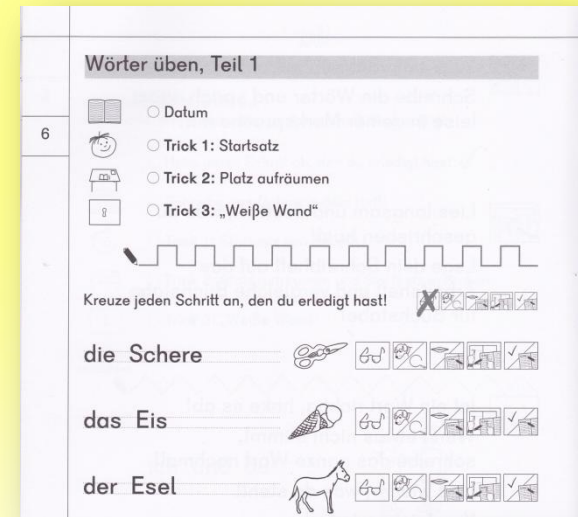 Wörter üben, Teil 1
6
Datum
Trick 1: Startsatz
Trick 2: Platz aufräumen
Trick 3: „Weiße Wand“
Kreuze jeden Schritt an, den du erledigt hast!
die Schere
das Eis
der Esel